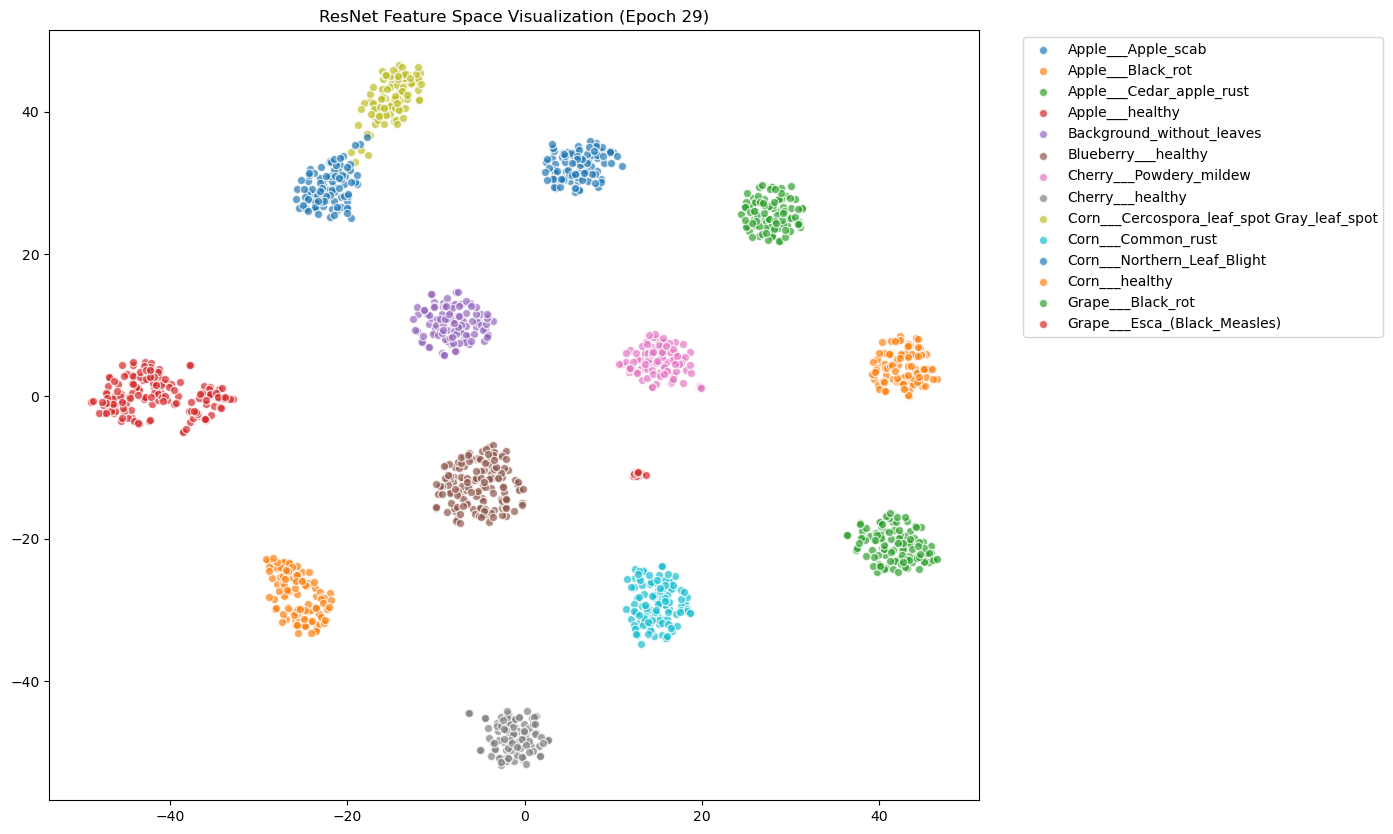 ResNet Feature Space Visualization (Epoch 29)
Apple___Apple_scab
Apple___Black_rot
Apple___Cedar_apple_rust
Apple___healthy
Background_without_leaves
Blueberry___healthy
Cherry___Powdery_mildew
Cherry___healthy
Corn___Cercospora_leaf_spot Gray_leaf_spot
Corn___Common_rust
Corn___Northern_Leaf_Blight
Corn___healthy
Grape___Black_rot
Grape___Esca_(Black_Measles)
40
20
0
−20
−40
−40
−20
0
20
40